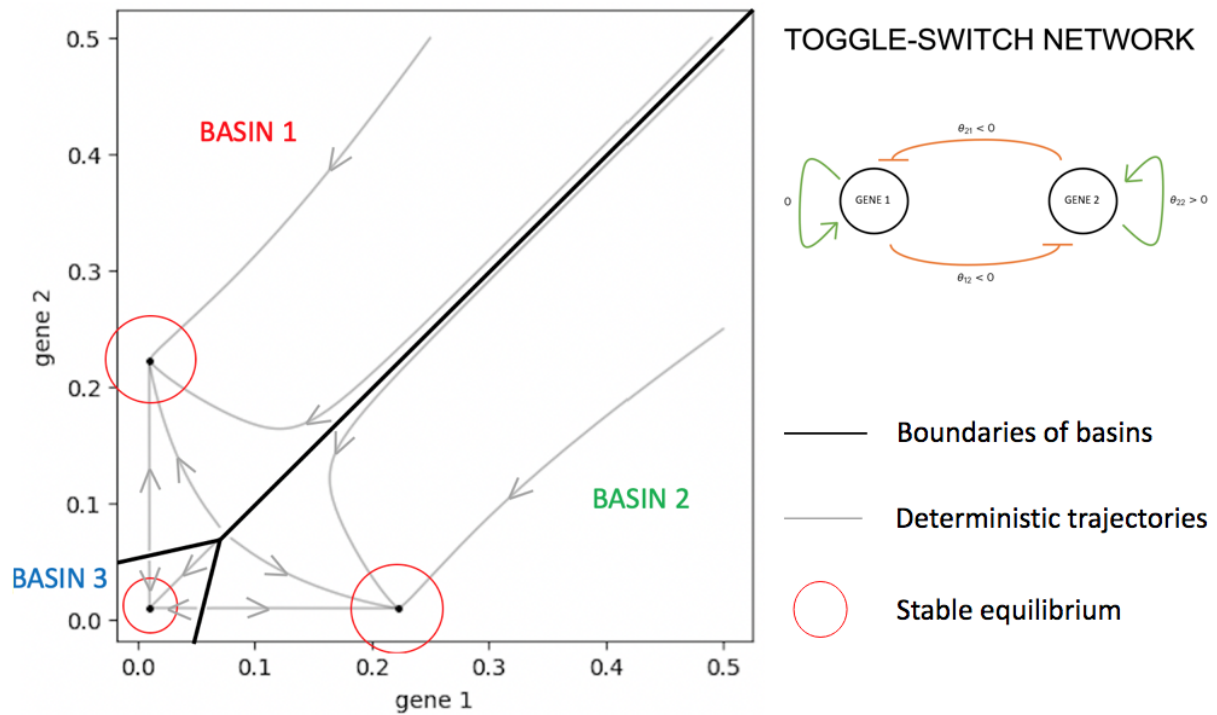 TOGGLE-SWITCH NETWORK
0.5
0.4
0.3
0.2
0.1
0.0
gene 2
BASIN 1
BASIN 2
BASIN 3
0.0 0.1 0.2 0.3 0.4 0.5
gene 1
θ21 < 0
0
GENE 1
GENE 2
θ22 > 0
θ12 < 0
Boundaries of basins
Deterministic trajectories
Stable equilibrium